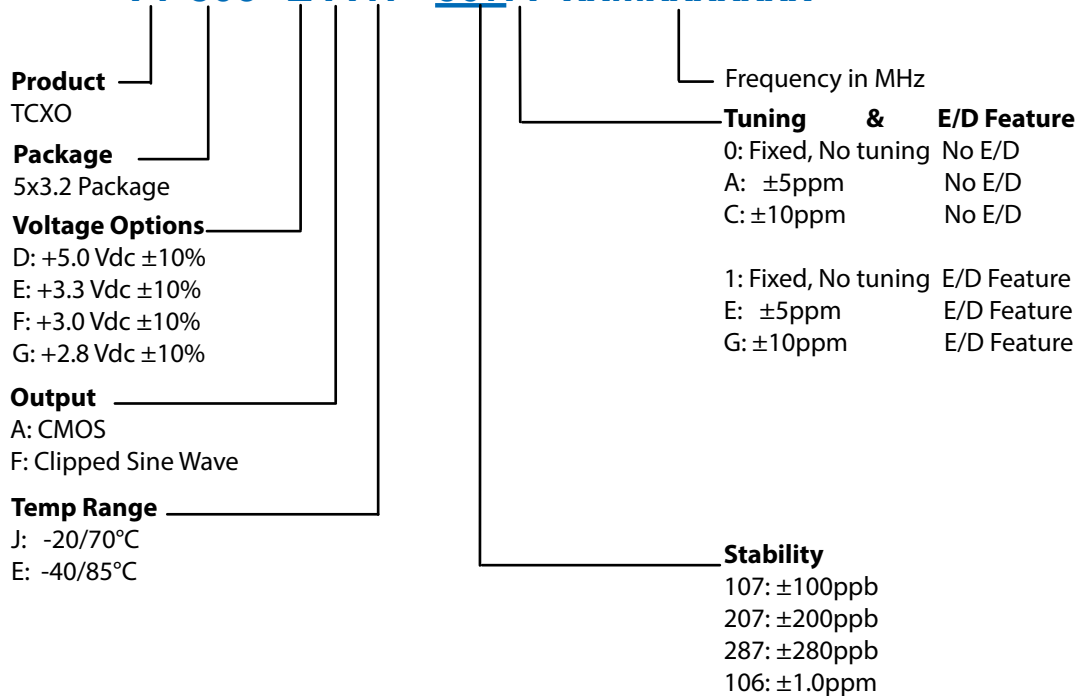 Product
TCXO
Package
5x3.2 Package
Voltage Options
D: +5.0 Vdc ±10%
E: +3.3 Vdc ±10%
F: +3.0 Vdc ±10%
G: +2.8 Vdc ±10%
Output
A: CMOS
F: Clipped Sine Wave
Temp Range
J: -20/70°C
E: -40/85°C
Frequency in MHz
Tuning & E/D Feature
0: Fixed, No tuning No E/D
A: ±5ppm No E/D
C: ±10ppm No E/D
1: Fixed, No tuning E/D Feature
E: ±5ppm E/D Feature
G: ±10ppm E/D Feature
Stability
107: ±100ppb
207: ±200ppb
287: ±280ppb
106: ±1.0ppm